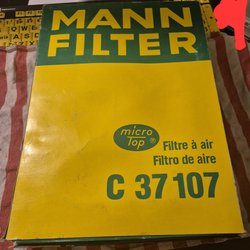 MANN
FILTER
micro
Top®
Filtre à air
Filtro de aire
C 37 107